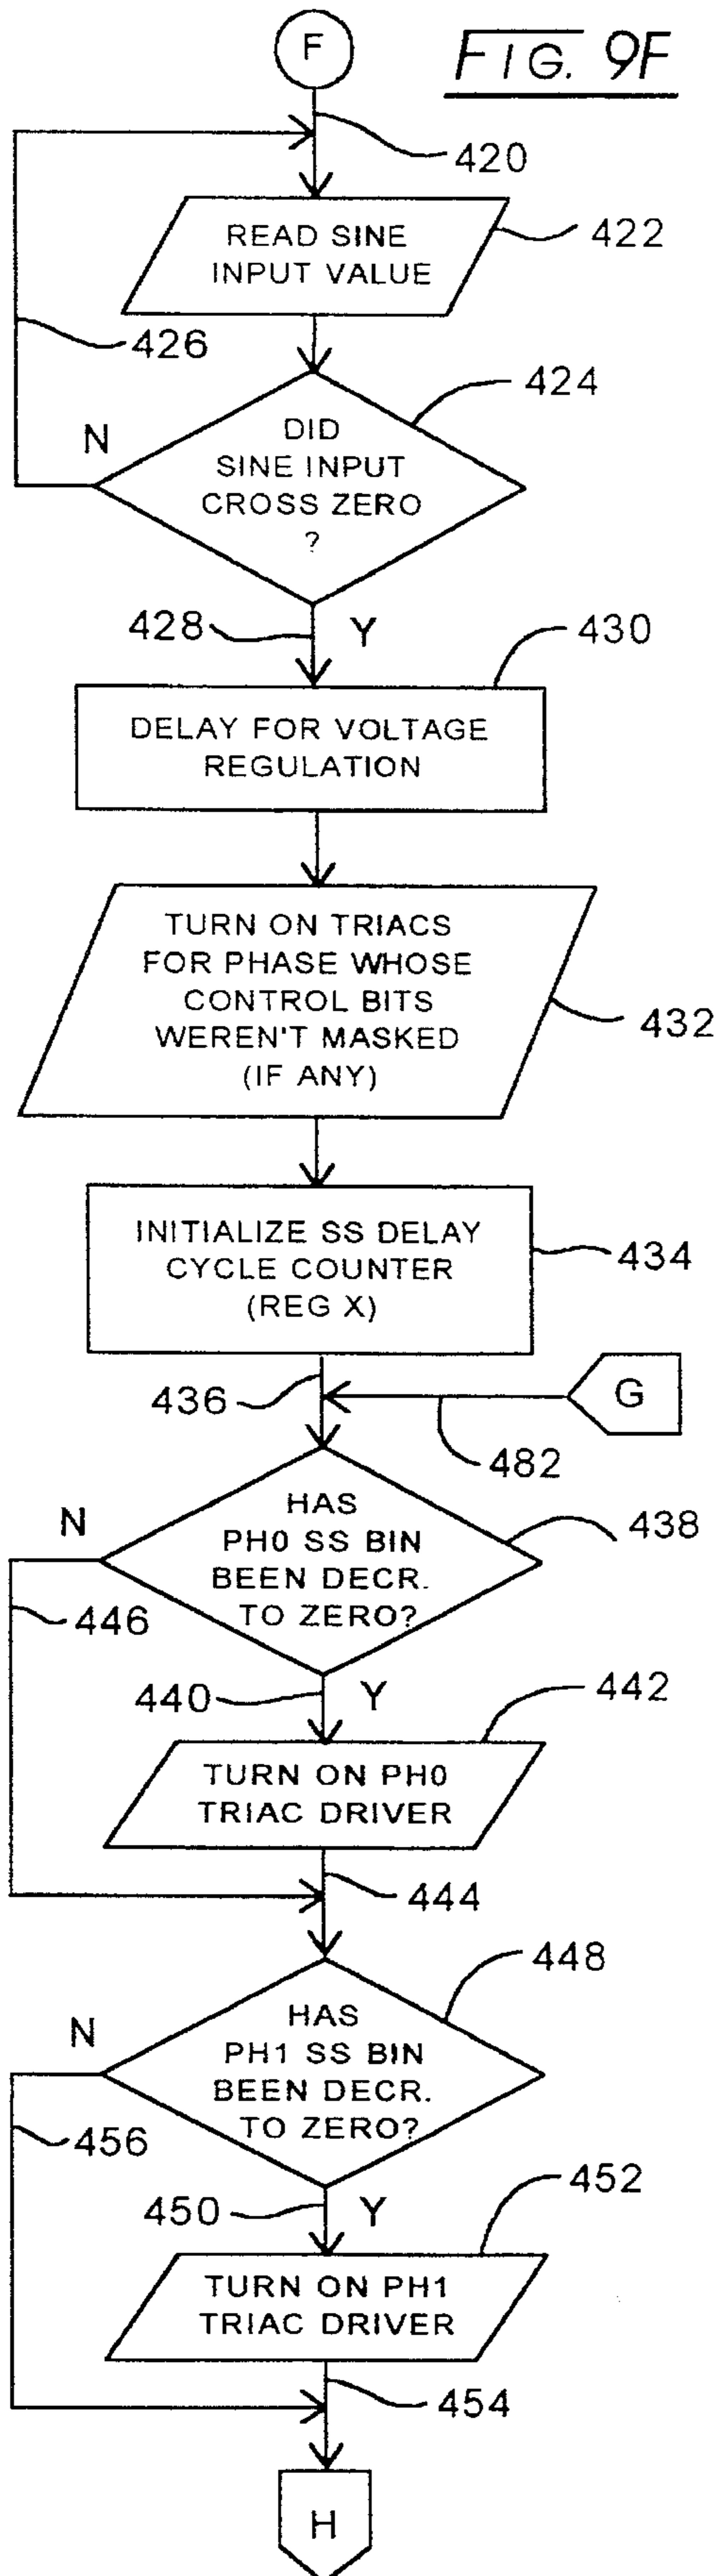 F
FIG. 9F
420
READ SINE
INPUT VALUE
422
426
424
N
DID
SINE INPUT
CROSS ZERO
?
428
Y
430
DELAY FOR VOLTAGE
REGULATION
TURN ON TRIACS
FOR PHASE WHOSE
CONTROL BITS
WEREN'T MASKED
(IF ANY)
432
INITIALIZE SS DELAY
CYCLE COUNTER
(REG X)
434
436
G
482
N
HAS
PH0 SS BIN
BEEN DECR.
TO ZERO?
438
446
440
Y
442
TURN ON PH0
TRIAC DRIVER
444
448
N
HAS
PH1 SS BIN
BEEN DECR.
TO ZERO?
456
450
Y
452
TURN ON PH1
TRIAC DRIVER
454
H